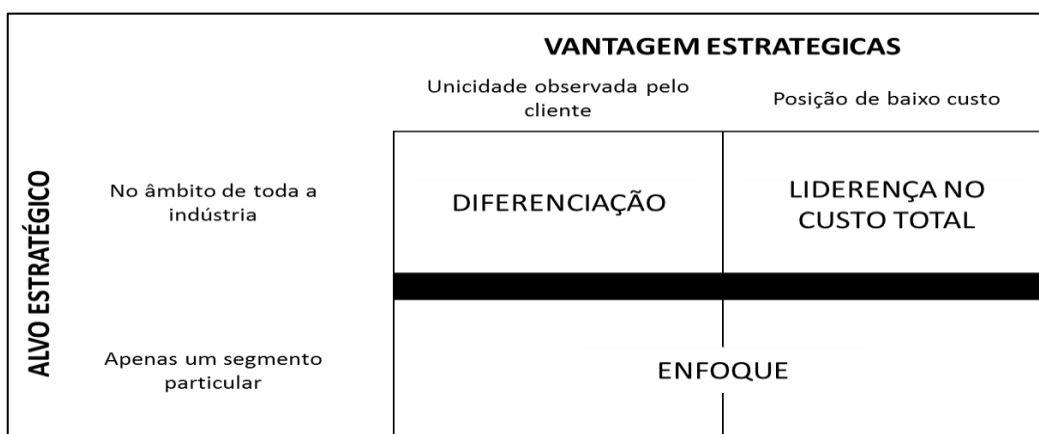 VANTAGEM ESTRATEGICAS
Unicidade observada pelo
cliente
Posição de baixo custo
ALVO ESTRATÉGICO
No âmbito de toda a
indústria
DIFERENCIAÇÃO
LIDERENÇA NO
CUSTO TOTAL
Apenas um segmento
particular
ENFOQUE